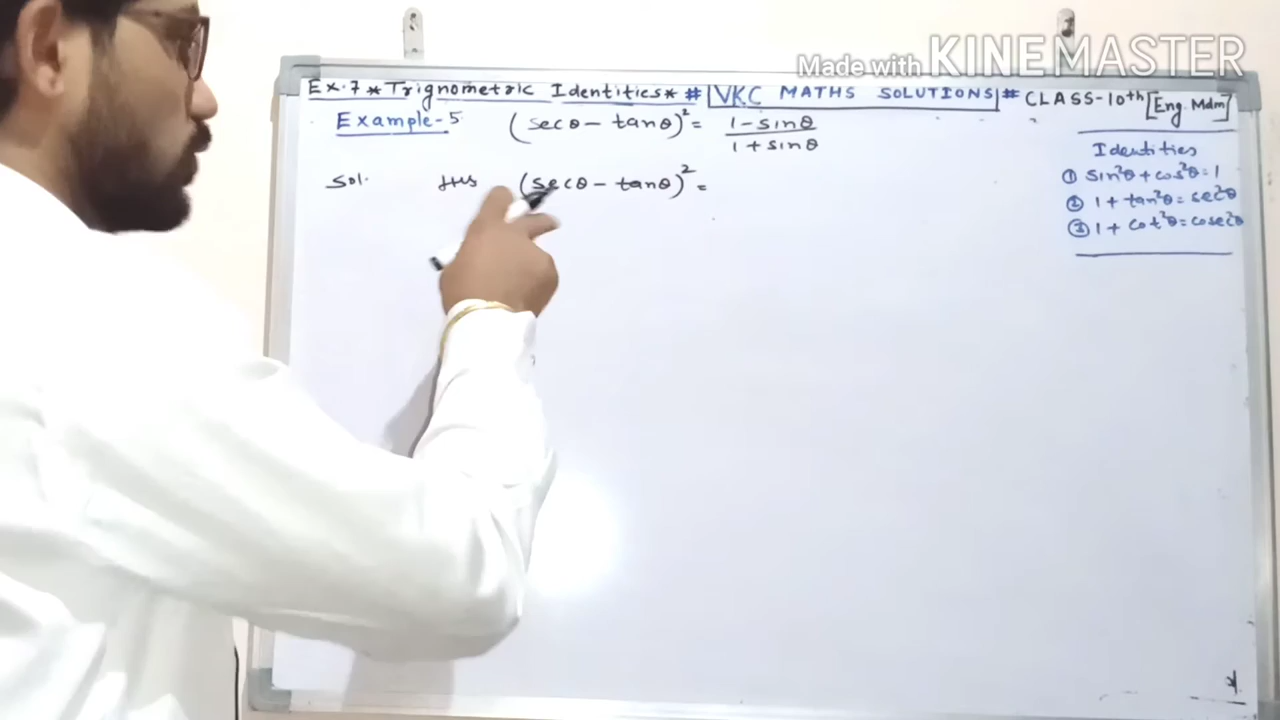 Made with KINEMASTER
Ex.7 * Trignometric Identities * # VKC MATHS SOLUTIONS # CLASS-10th [Eng. Mdm]
Example-5 (secθ - tanθ)² = 1-sinθ / 1+sinθ
Sol. LHS (secθ - tanθ)² =
Identities
① sin²θ + cos²θ = 1
② 1 + tan²θ = sec²θ
③ 1 + cot²θ = cosec²θ